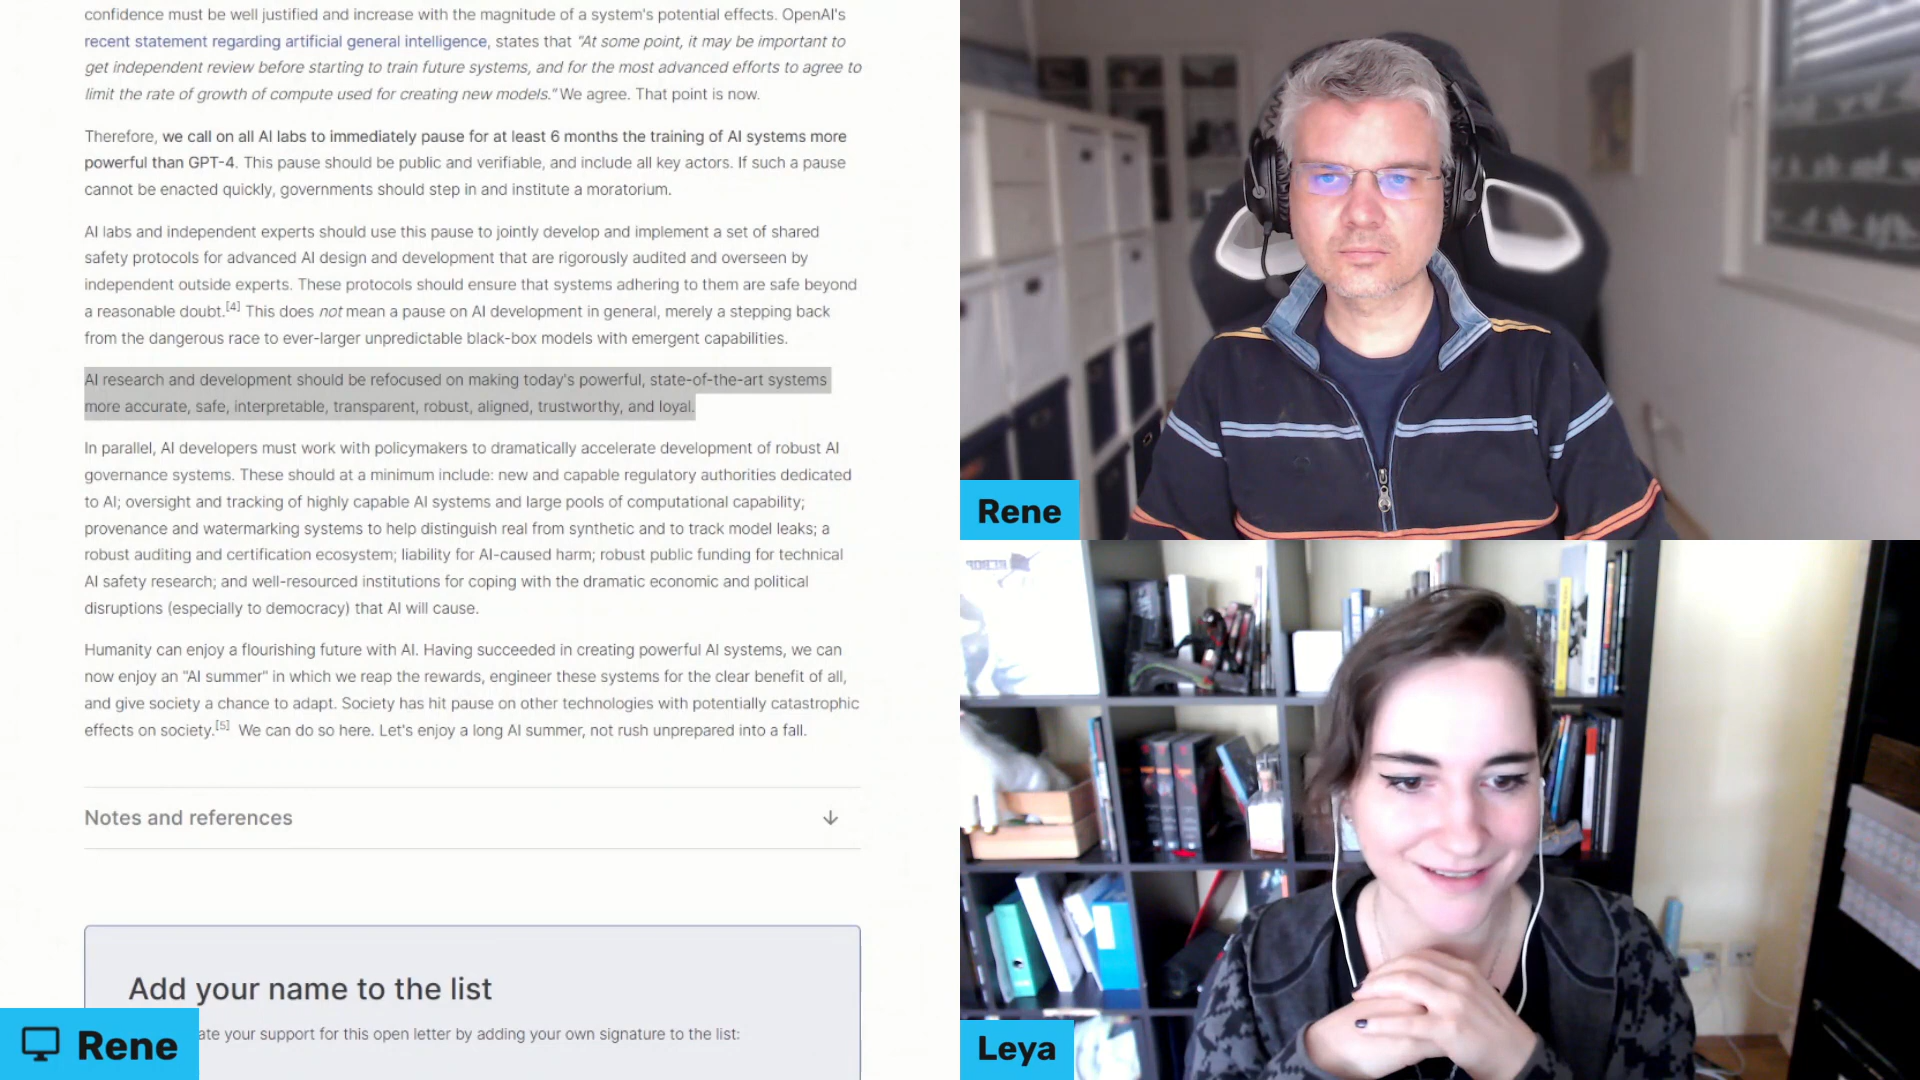 confidence must be well justified and increase with the magnitude of a system's potential effects. OpenAI's
recent statement regarding artificial general intelligence, states that "At some point, it may be important to
get independent review before starting to train future systems, and for the most advanced efforts to agree to
limit the rate of growth of compute used for creating new models." We agree. That point is now.
Therefore, we call on all AI labs to immediately pause for at least 6 months the training of AI systems more
powerful than GPT-4. This pause should be public and verifiable, and include all key actors. If such a pause
cannot be enacted quickly, governments should step in and institute a moratorium.
AI labs and independent experts should use this pause to jointly develop and implement a set of shared
safety protocols for advanced AI design and development that are rigorously audited and overseen by
independent outside experts. These protocols should ensure that systems adhering to them are safe beyond
a reasonable doubt.[4] This does not mean a pause on AI development in general, merely a stepping back
from the dangerous race to ever-larger unpredictable black-box models with emergent capabilities.
AI research and development should be refocused on making today's powerful, state-of-the-art systems
more accurate, safe, interpretable, transparent, robust, aligned, trustworthy, and loyal.
In parallel, AI developers must work with policymakers to dramatically accelerate development of robust AI
governance systems. These should at a minimum include: new and capable regulatory authorities dedicated
to AI; oversight and tracking of highly capable AI systems and large pools of computational capability;
provenance and watermarking systems to help distinguish real from synthetic and to track model leaks; a
robust auditing and certification ecosystem; liability for AI-caused harm; robust public funding for technical
AI safety research; and well-resourced institutions for coping with the dramatic economic and political
disruptions (especially to democracy) that AI will cause.
Humanity can enjoy a flourishing future with AI. Having succeeded in creating powerful AI systems, we can
now enjoy an "AI summer" in which we reap the rewards, engineer these systems for the clear benefit of all,
and give society a chance to adapt. Society has hit pause on other technologies with potentially catastrophic
effects on society.[5] We can do so here. Let's enjoy a long AI summer, not rush unprepared into a fall.
Notes and references
Add your name to the list
ate your support for this open letter by adding your own signature to the list:
Rene
Rene
Leya